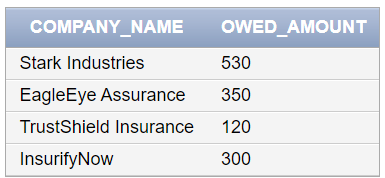 COMPANY_NAME OWED_AMOUNT
Stark Industries 530
EagleEye Assurance 350
TrustShield Insurance 120
InsurifyNow 300